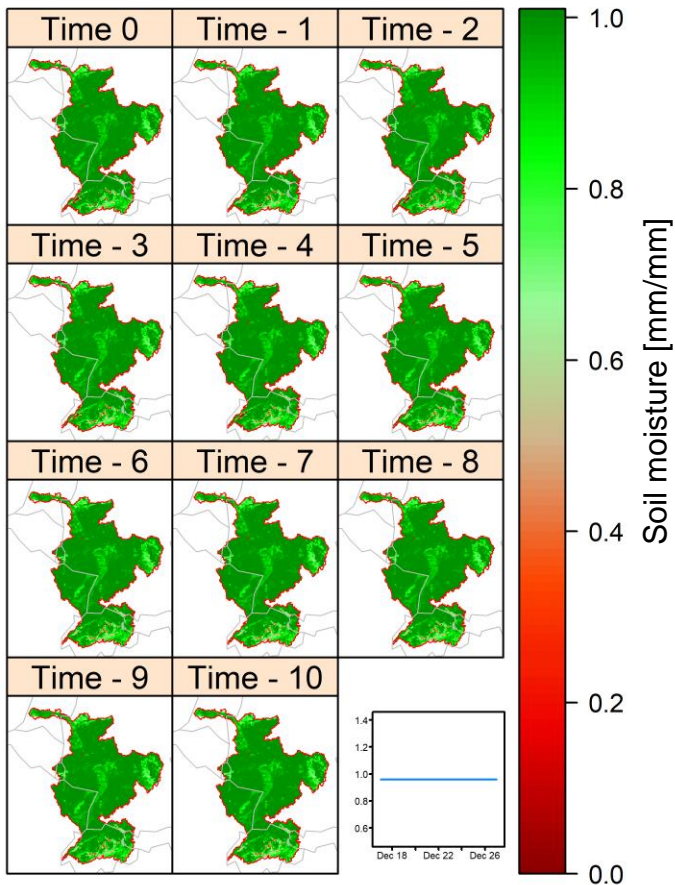 Time 0
Time - 1
Time - 2
Time - 3
Time - 4
Time - 5
Time - 6
Time - 7
Time - 8
Time - 9
Time - 10
1.4
1.2
1.0
0.8
0.6
Dec 18
Dec 22
Dec 26
1.0
0.8
0.6
0.4
0.2
0.0
Soil moisture [mm/mm]